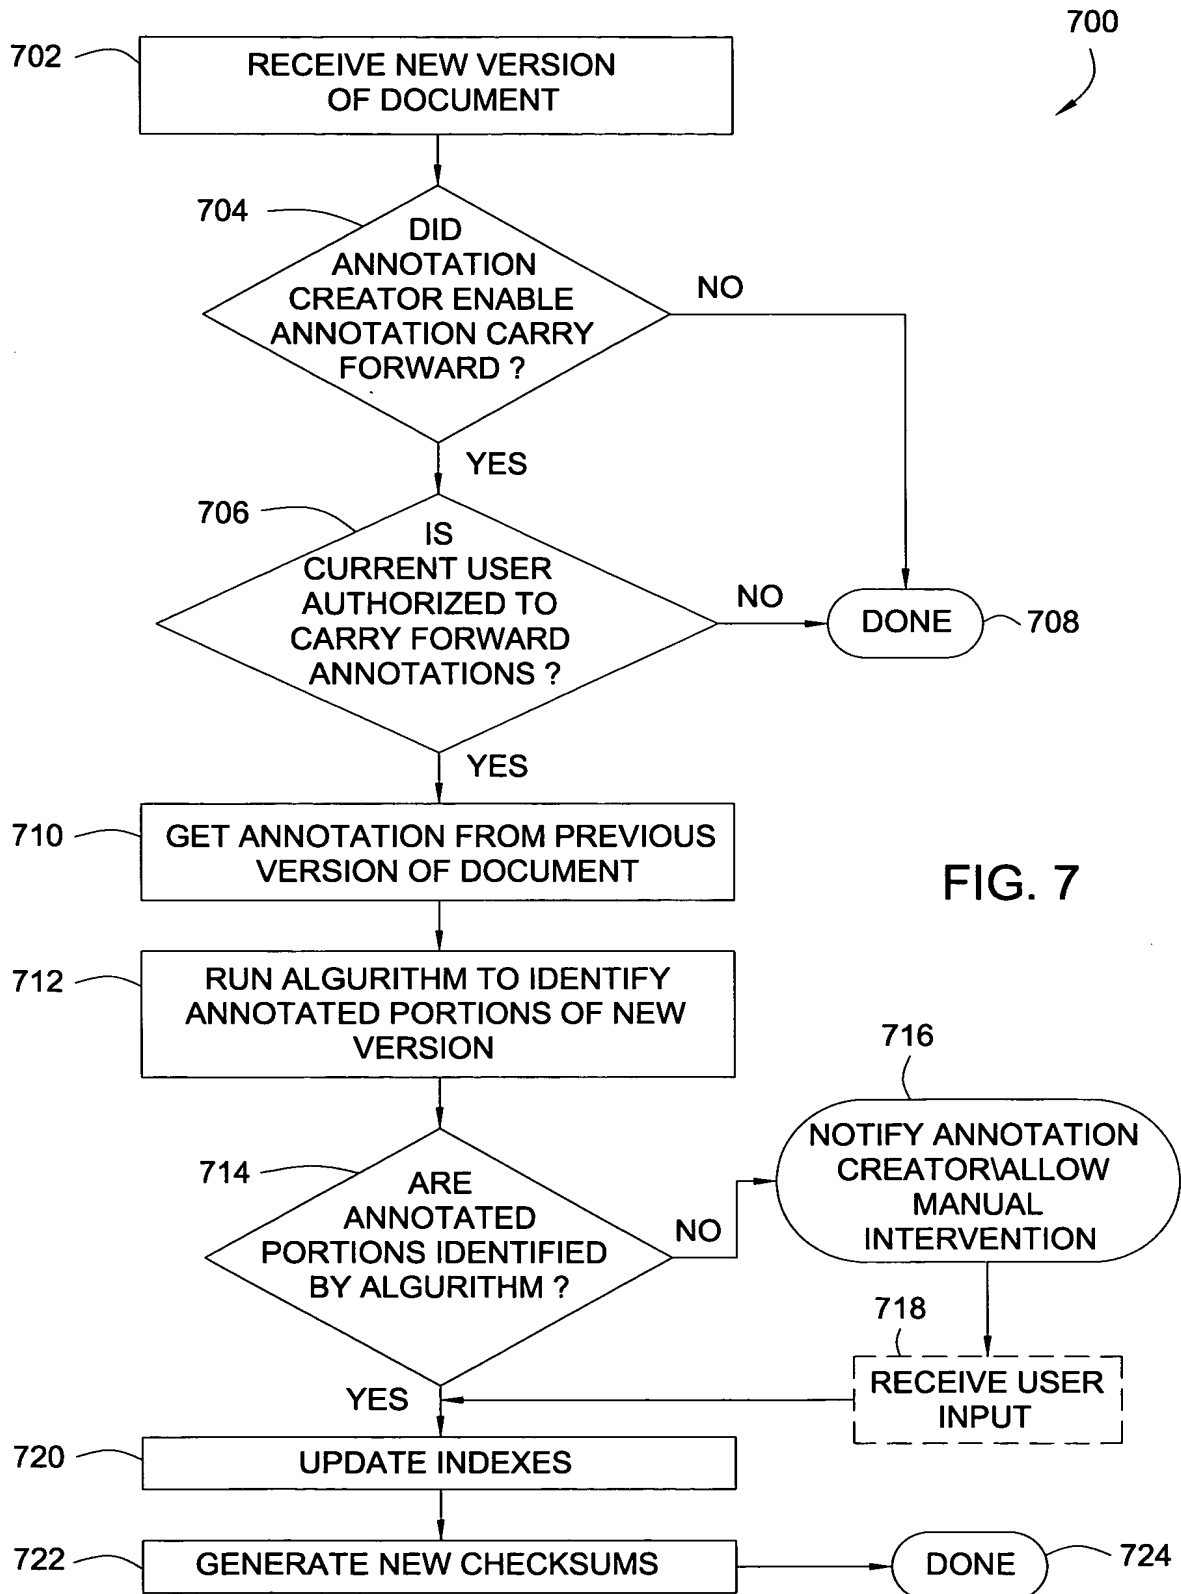 700
702
RECEIVE NEW VERSION
OF DOCUMENT
704
DID
ANNOTATION
CREATOR ENABLE
ANNOTATION CARRY
FORWARD ?
NO
YES
706
IS
CURRENT USER
AUTHORIZED TO
CARRY FORWARD
ANNOTATIONS ?
NO
DONE
708
YES
710
GET ANNOTATION FROM PREVIOUS
VERSION OF DOCUMENT
FIG. 7
712
RUN ALGURITHM TO IDENTIFY
ANNOTATED PORTIONS OF NEW
VERSION
714
ARE
ANNOTATED
PORTIONS IDENTIFIED
BY ALGURITHM ?
NO
716
NOTIFY ANNOTATION
CREATOR\ALLOW
MANUAL
INTERVENTION
718
RECEIVE USER
INPUT
YES
720
UPDATE INDEXES
722
GENERATE NEW CHECKSUMS
DONE
724